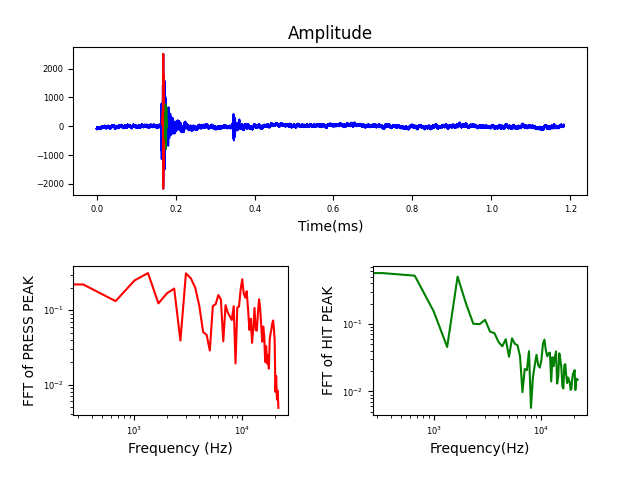 Amplitude
2000
1000
0
−1000
−2000
0.0 0.2 0.4 0.6 0.8 1.0 1.2
Time(ms)
FFT of PRESS PEAK
10⁻¹
10⁻²
10³ 10⁴
Frequency (Hz)
FFT of HIT PEAK
10⁻¹
10⁻²
10³ 10⁴
Frequency(Hz)